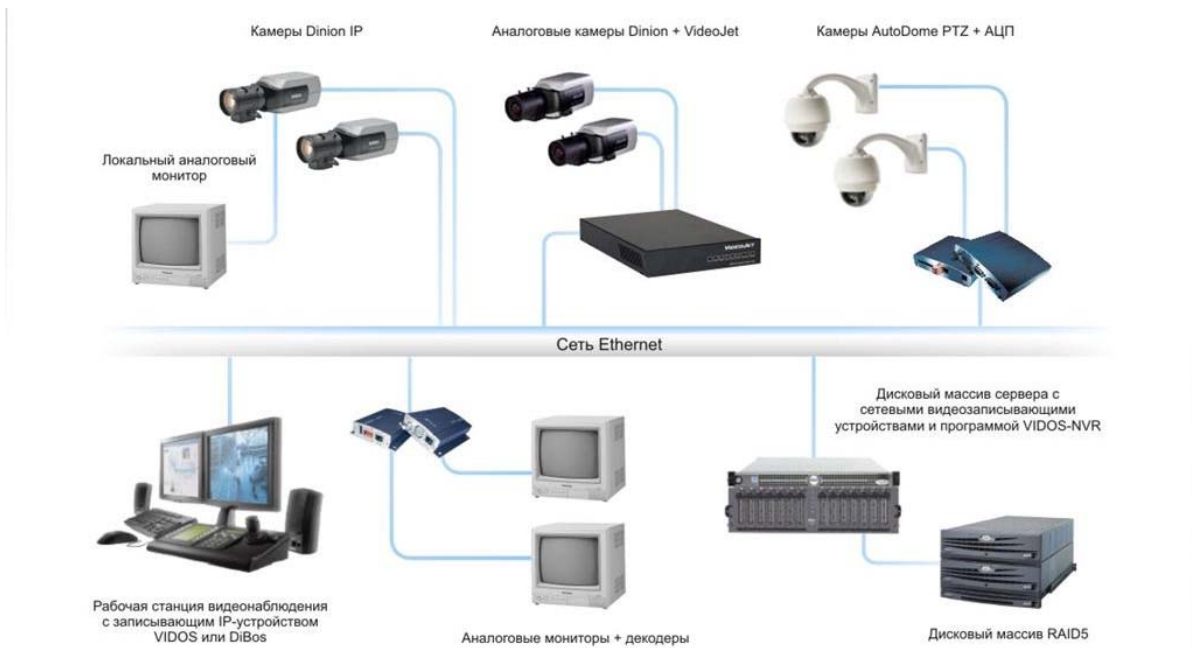 Камеры Dinion IP
Аналоговые камеры Dinion + VideoJet
Камеры AutoDome PTZ + АЦП
Локальный аналоговый
монитор
VIDEOJET
Сеть Ethernet
Дисковый массив сервера с
сетевыми видеозаписывающими
устройствами и программой VIDOS-NVR
Рабочая станция видеонаблюдения
с записывающим IP-устройством
VIDOS или DiBos
Аналоговые мониторы + декодеры
Дисковый массив RAID5